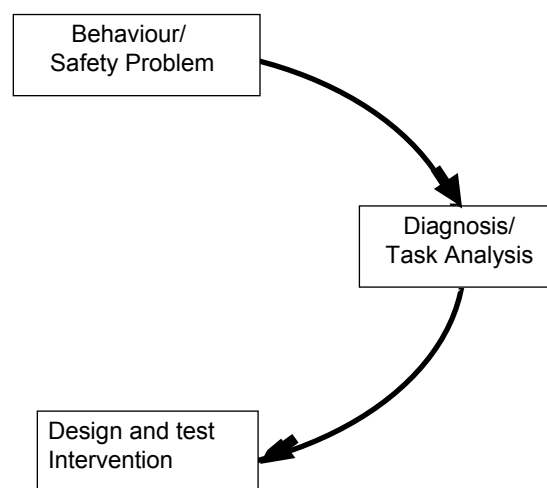 Behaviour/
Safety Problem
Diagnosis/
Task Analysis
Design and test
Intervention